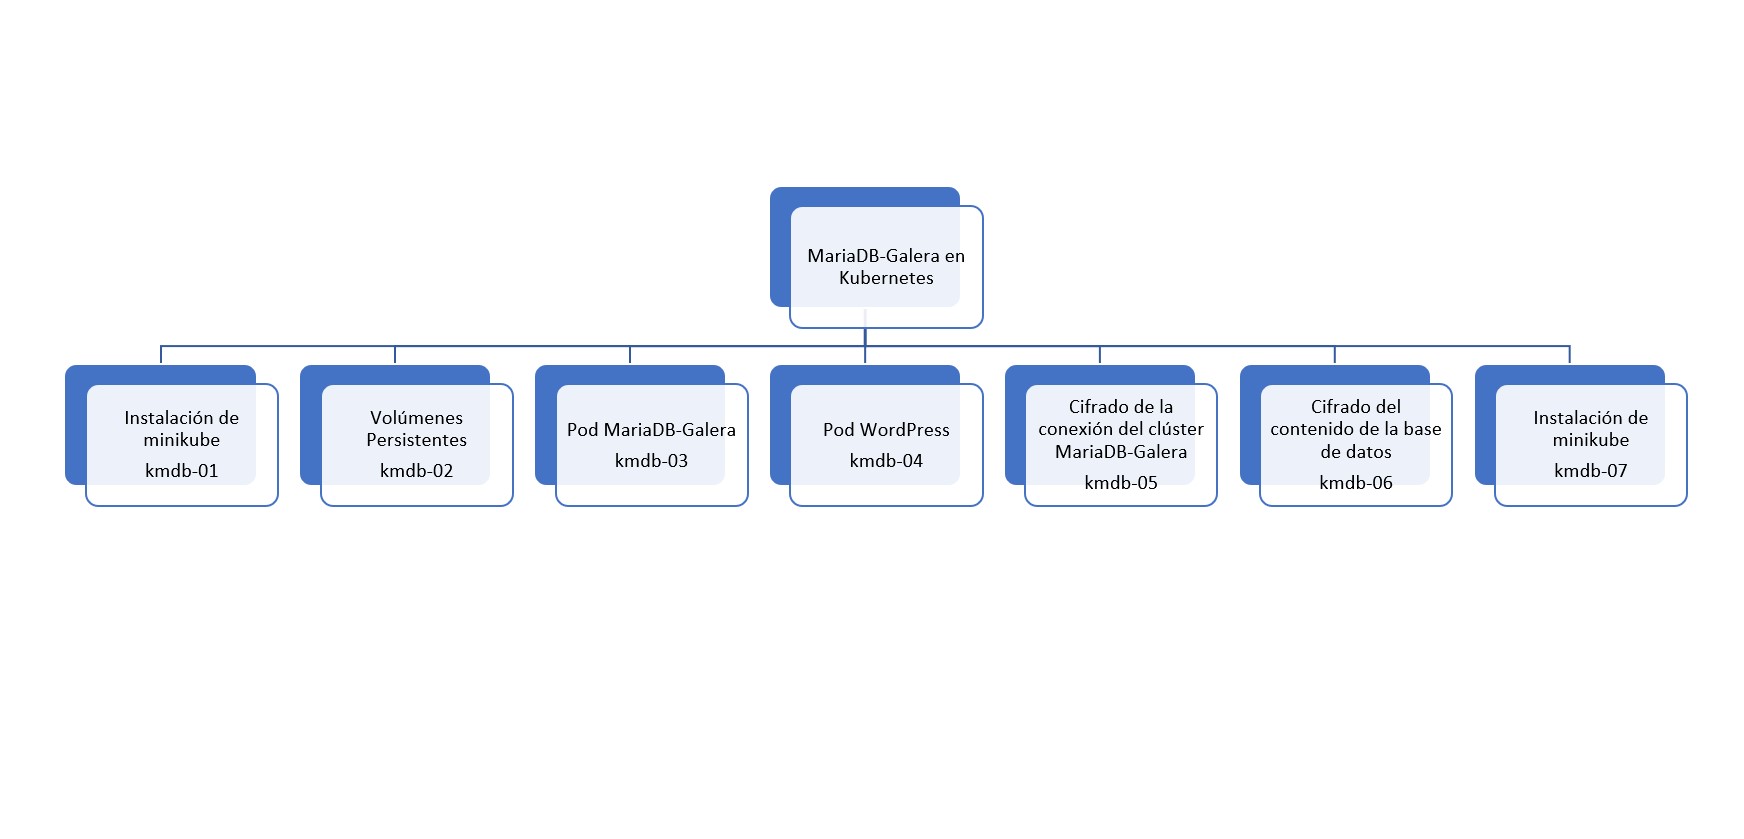 MariaDB-Galera en
Kubernetes
Instalación de
minikube
kmdb-01
Volúmenes
Persistentes
kmdb-02
Pod MariaDB-Galera
kmdb-03
Pod WordPress
kmdb-04
Cifrado de la
conexión del clúster
MariaDB-Galera
kmdb-05
Cifrado del
contenido de la base
de datos
kmdb-06
Instalación de
minikube
kmdb-07